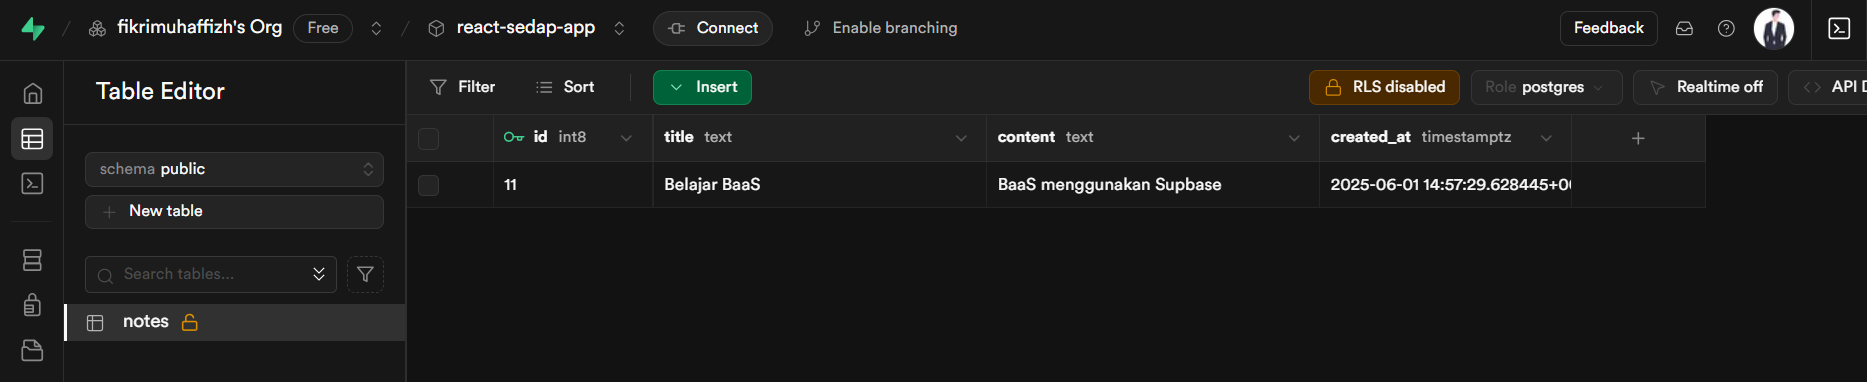 fikrimuhaffizh's Org Free react-sedap-app Connect Enable branching Feedback
Table Editor
Filter Sort Insert RLS disabled Role postgres Realtime off API D
schema public
New table
Search tables...
notes
id int8 title text content text created_at timestamptz
11 Belajar BaaS BaaS menggunakan Supbase 2025-06-01 14:57:29.628445+0